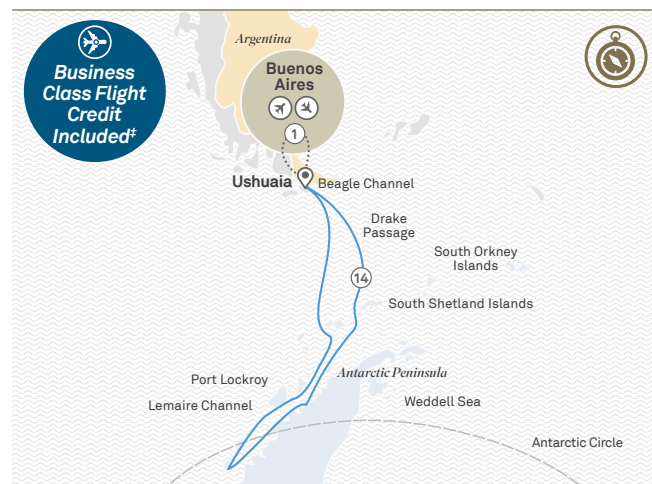 Argentina
Business
Class Flight
Credit
Included‡
Buenos
Aires
1
Ushuaia
Beagle Channel
Drake
Passage
South Orkney
Islands
14
South Shetland Islands
Antarctic Peninsula
Port Lockroy
Weddell Sea
Lemaire Channel
Antarctic Circle